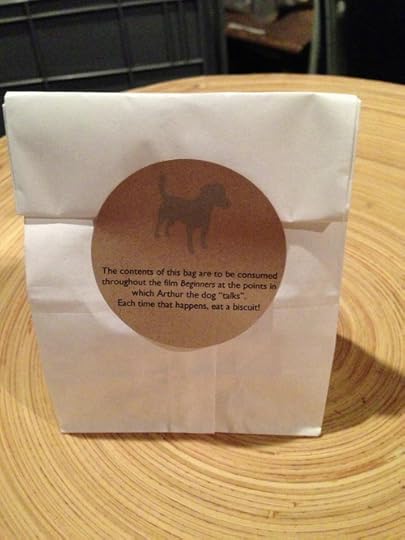 The contents of this bag are to be consumed
throughout the film Beginners at the points in
which Arthur the dog "talks".
Each time that happens, eat a biscuit!